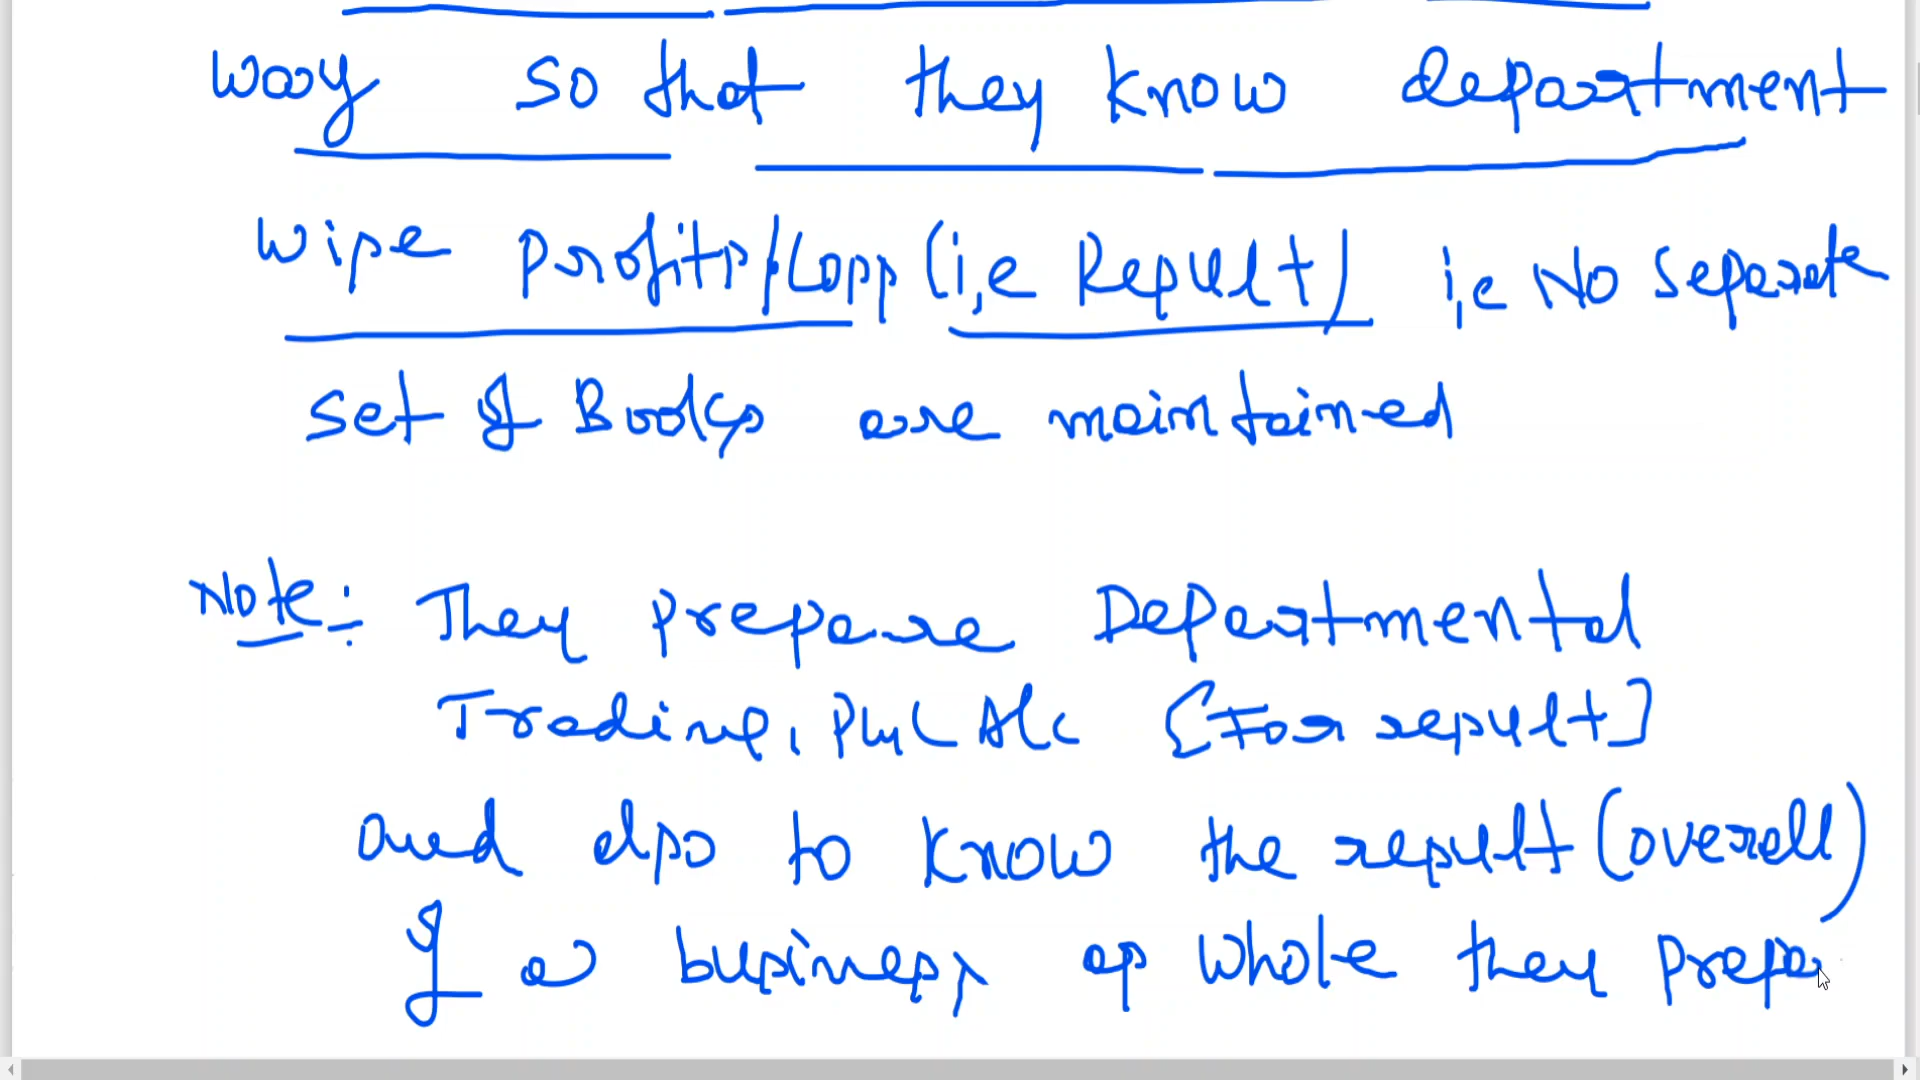 way so that they know department
wise Profits/Loss (i,e Result) i,e No Separate
set of Books are maintained
Note:- They prepare Departmental
Trading, P&L A/c [For result]
and also to know the result (overall)
of a business as whole they prepa